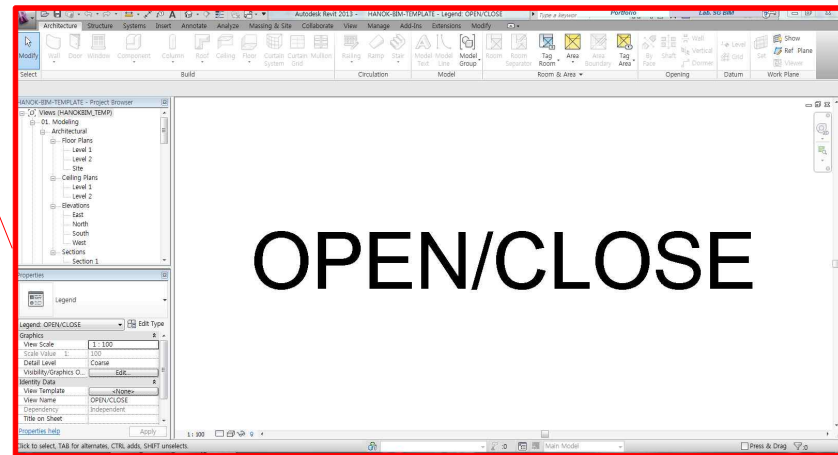 Autodesk Revit 2013 - HANOK-BIM-TEMPLATE - Legend: OPEN/CLOSE
Type a keyword
Architecture Structure Systems Insert Annotate Analyze Massing & Site Collaborate View Manage Add-Ins Extensions Modify
Modify Wall Door Window Component Column Roof Ceiling Floor Curtain System Curtain Grid Mullion Railing Ramp Stair Model Text Model Line Model Group Room Room Separator Tag Room Area Area Boundary Tag Area By Face Shaft Wall Vertical Dormer Level Grid Set Show Ref Plane Viewer
Select Build Circulation Model Room & Area Opening Datum Work Plane
HANOK-BIM-TEMPLATE - Project Browser
Views (HANOKBIM_TEMP)
01. Modeling
Architectural
Floor Plans
Level 1
Level 2
Site
Ceiling Plans
Level 1
Level 2
Elevations
East
North
South
West
Sections
Section 1
OPEN/CLOSE
Properties
Legend
Legend: OPEN/CLOSE Edit Type
Graphics
View Scale 1 : 100
Scale Value 1: 100
Detail Level Coarse
Visibility/Graphics O... Edit...
Identity Data
View Template <None>
View Name OPEN/CLOSE
Dependency Independent
Title on Sheet
Properties help Apply
1 : 100
Click to select, TAB for alternates, CTRL adds, SHIFT unselects. :0 Main Model Press & Drag :0